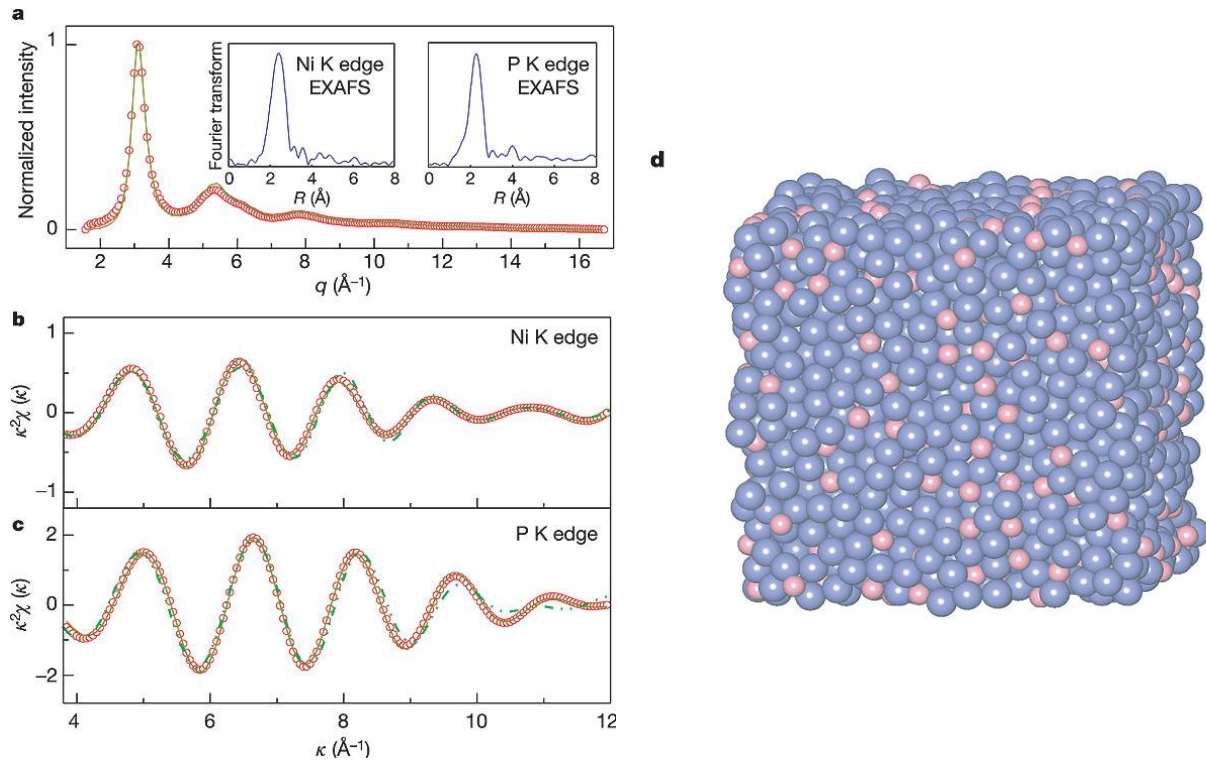 a
Normalized intensity
1
0
2 4 6 8 10 12 14 16
q (Å⁻¹)
Fourier transform
Ni K edge
EXAFS
0 2 4 6 8
R (Å)
P K edge
EXAFS
0 2 4 6 8
R (Å)
b
Ni K edge
κ²χ (κ)
1
0
−1
c
P K edge
κ²χ (κ)
2
0
−2
4 6 8 10 12
κ (Å⁻¹)
d